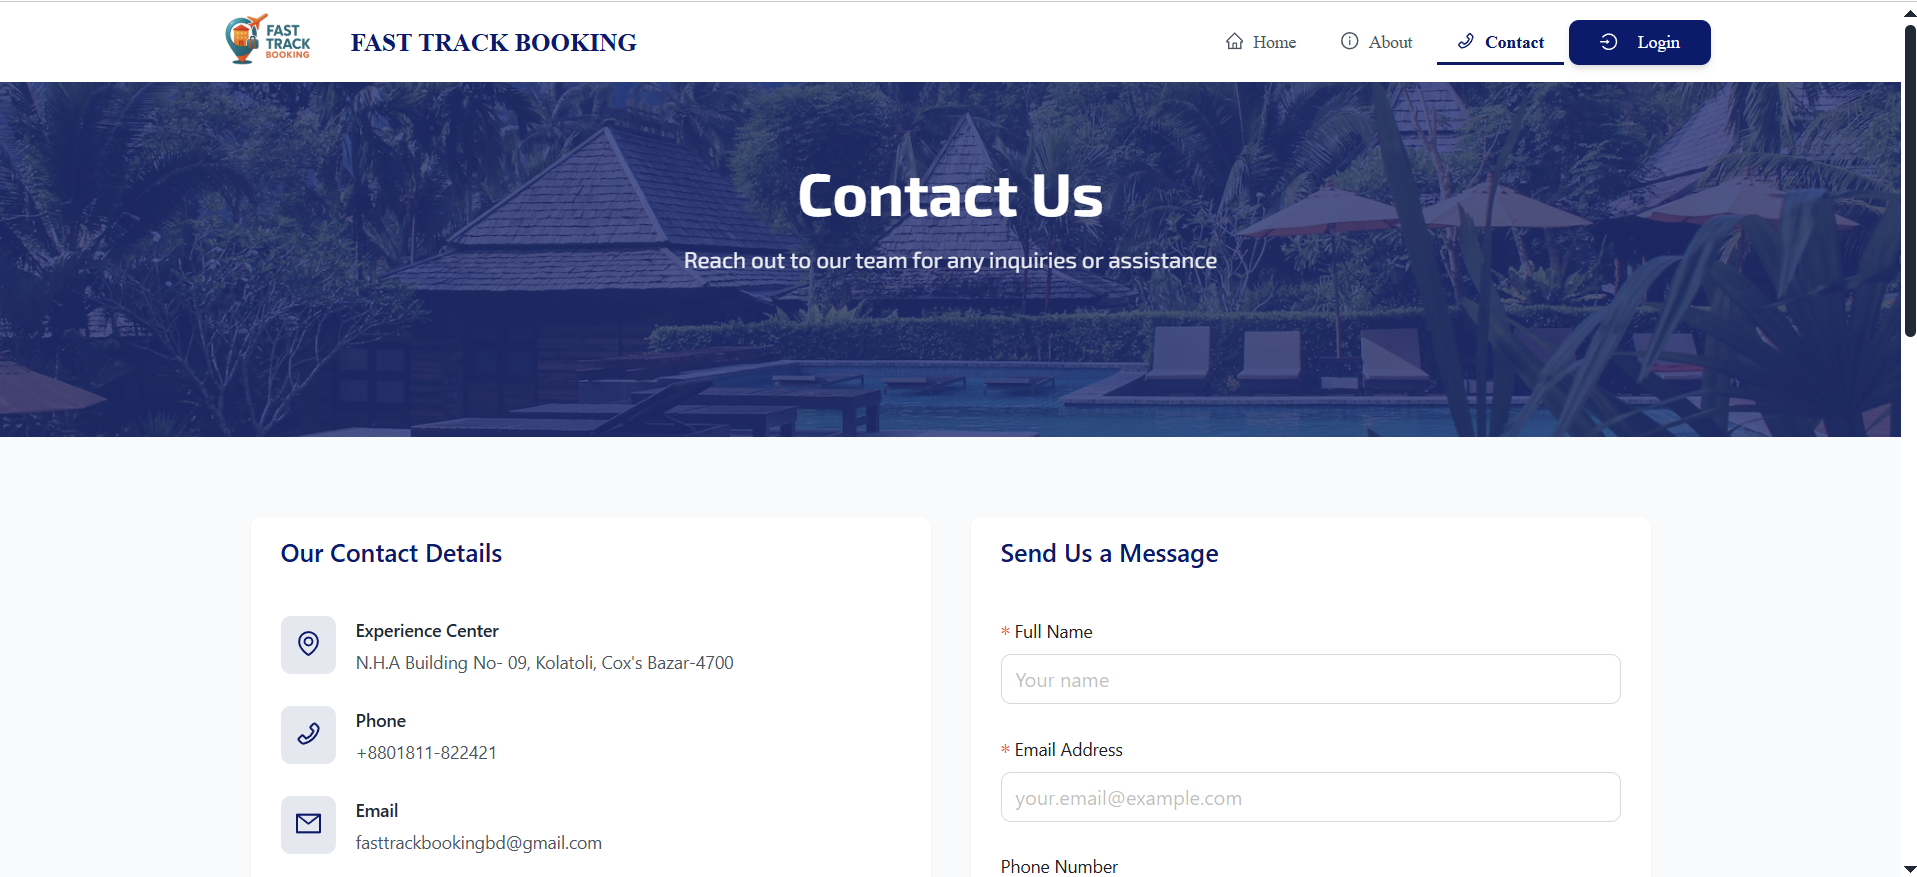 FAST
TRACK
BOOKING
FAST TRACK BOOKING
Home
About
Contact
Login
Contact Us
Reach out to our team for any inquiries or assistance
Our Contact Details
Experience Center
N.H.A Building No- 09, Kolatoli, Cox's Bazar-4700
Phone
+8801811-822421
Email
fasttrackbookingbd@gmail.com
Send Us a Message
* Full Name
Your name
* Email Address
your.email@example.com
Phone Number